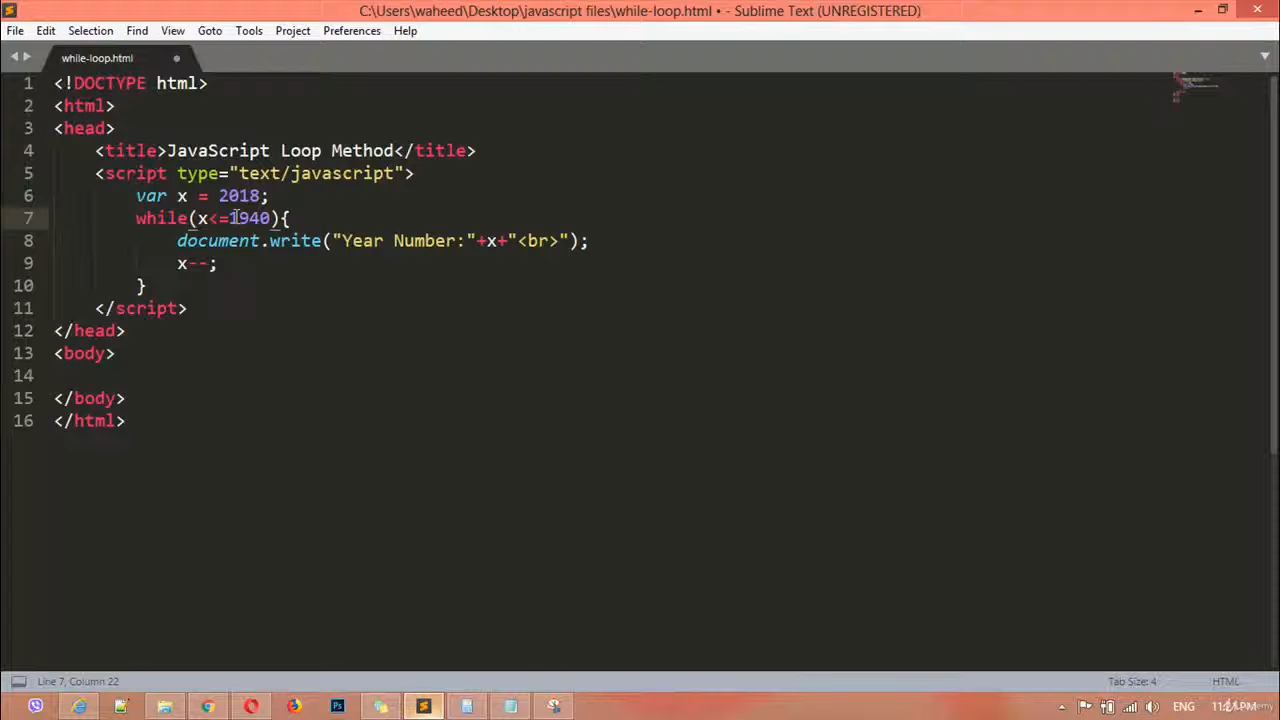 C:\Users\waheed\Desktop\javascript files\while-loop.html • - Sublime Text (UNREGISTERED)
File Edit Selection Find View Goto Tools Project Preferences Help
while-loop.html
1 <!DOCTYPE html>
2 <html>
3 <head>
4 <title>JavaScript Loop Method</title>
5 <script type="text/javascript">
6 var x = 2018;
7 while(x<=1940){
8 document.write("Year Number:"+x+"<br>");
9 x--;
10 }
11 </script>
12 </head>
13 <body>
14
15 </body>
16 </html>
Line 7, Column 22 Tab Size: 4 HTML
ENG